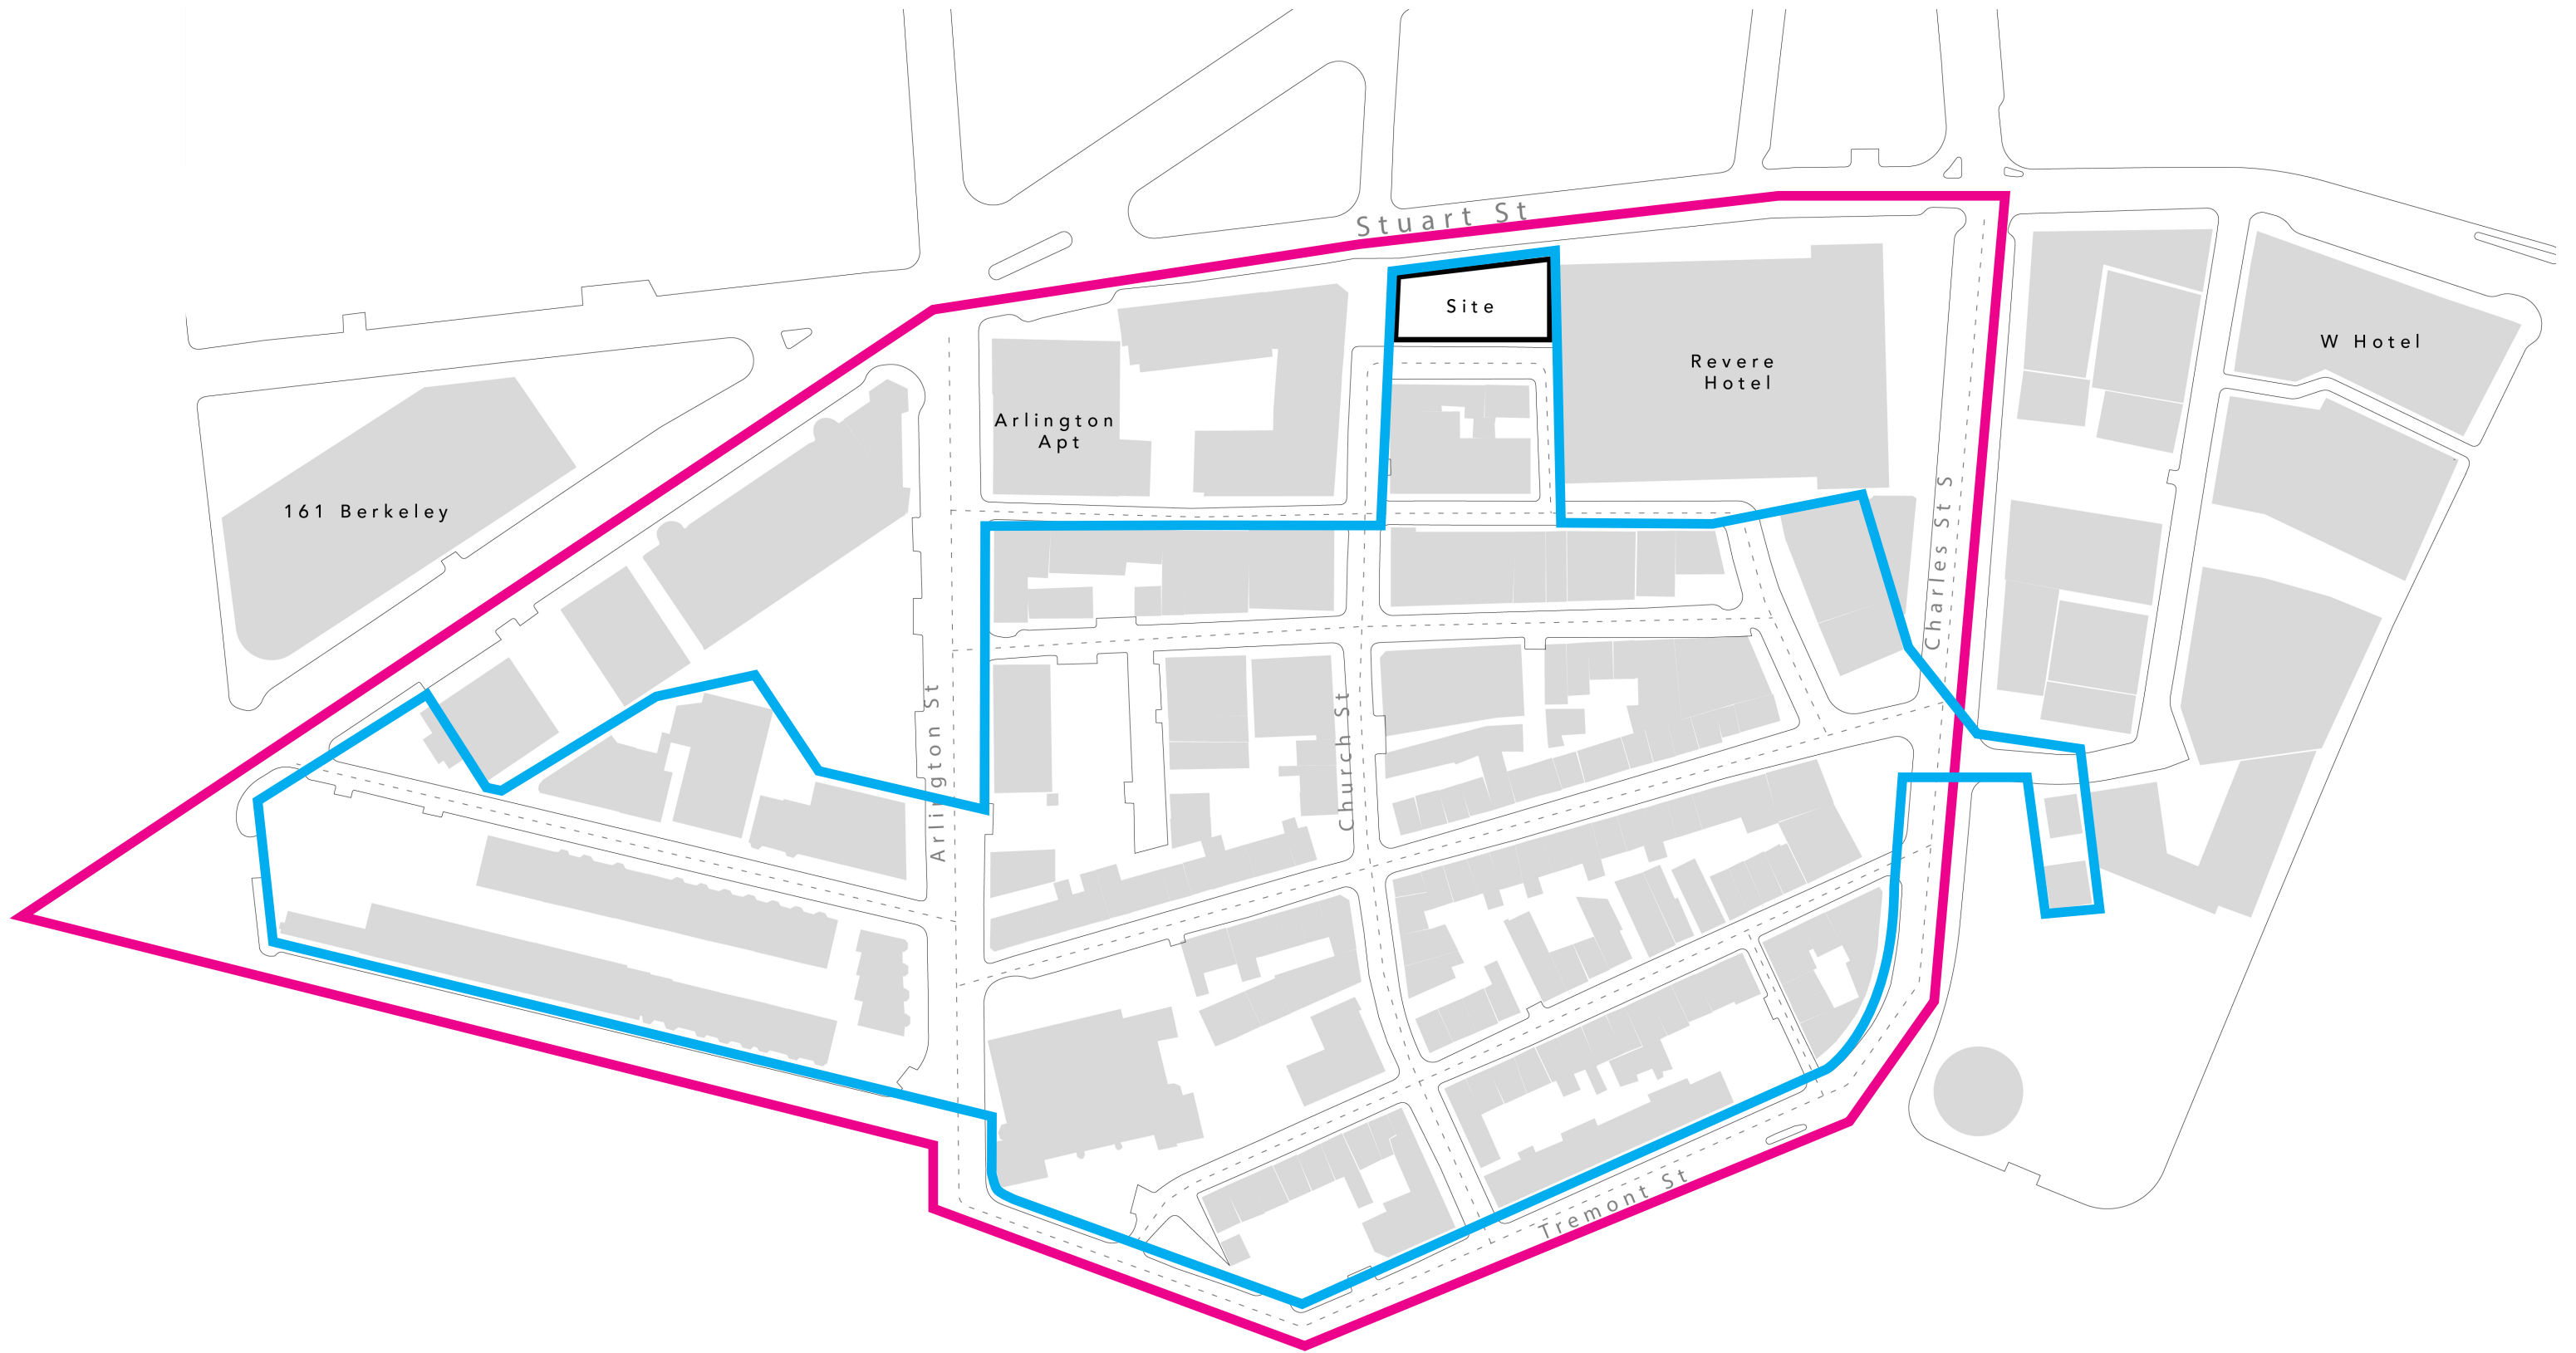 Stuart St
Site
W Hotel
Revere
Hotel
Arlington
Apt
161 Berkeley
Charles St S
Arlington St
Church St
Tremont St